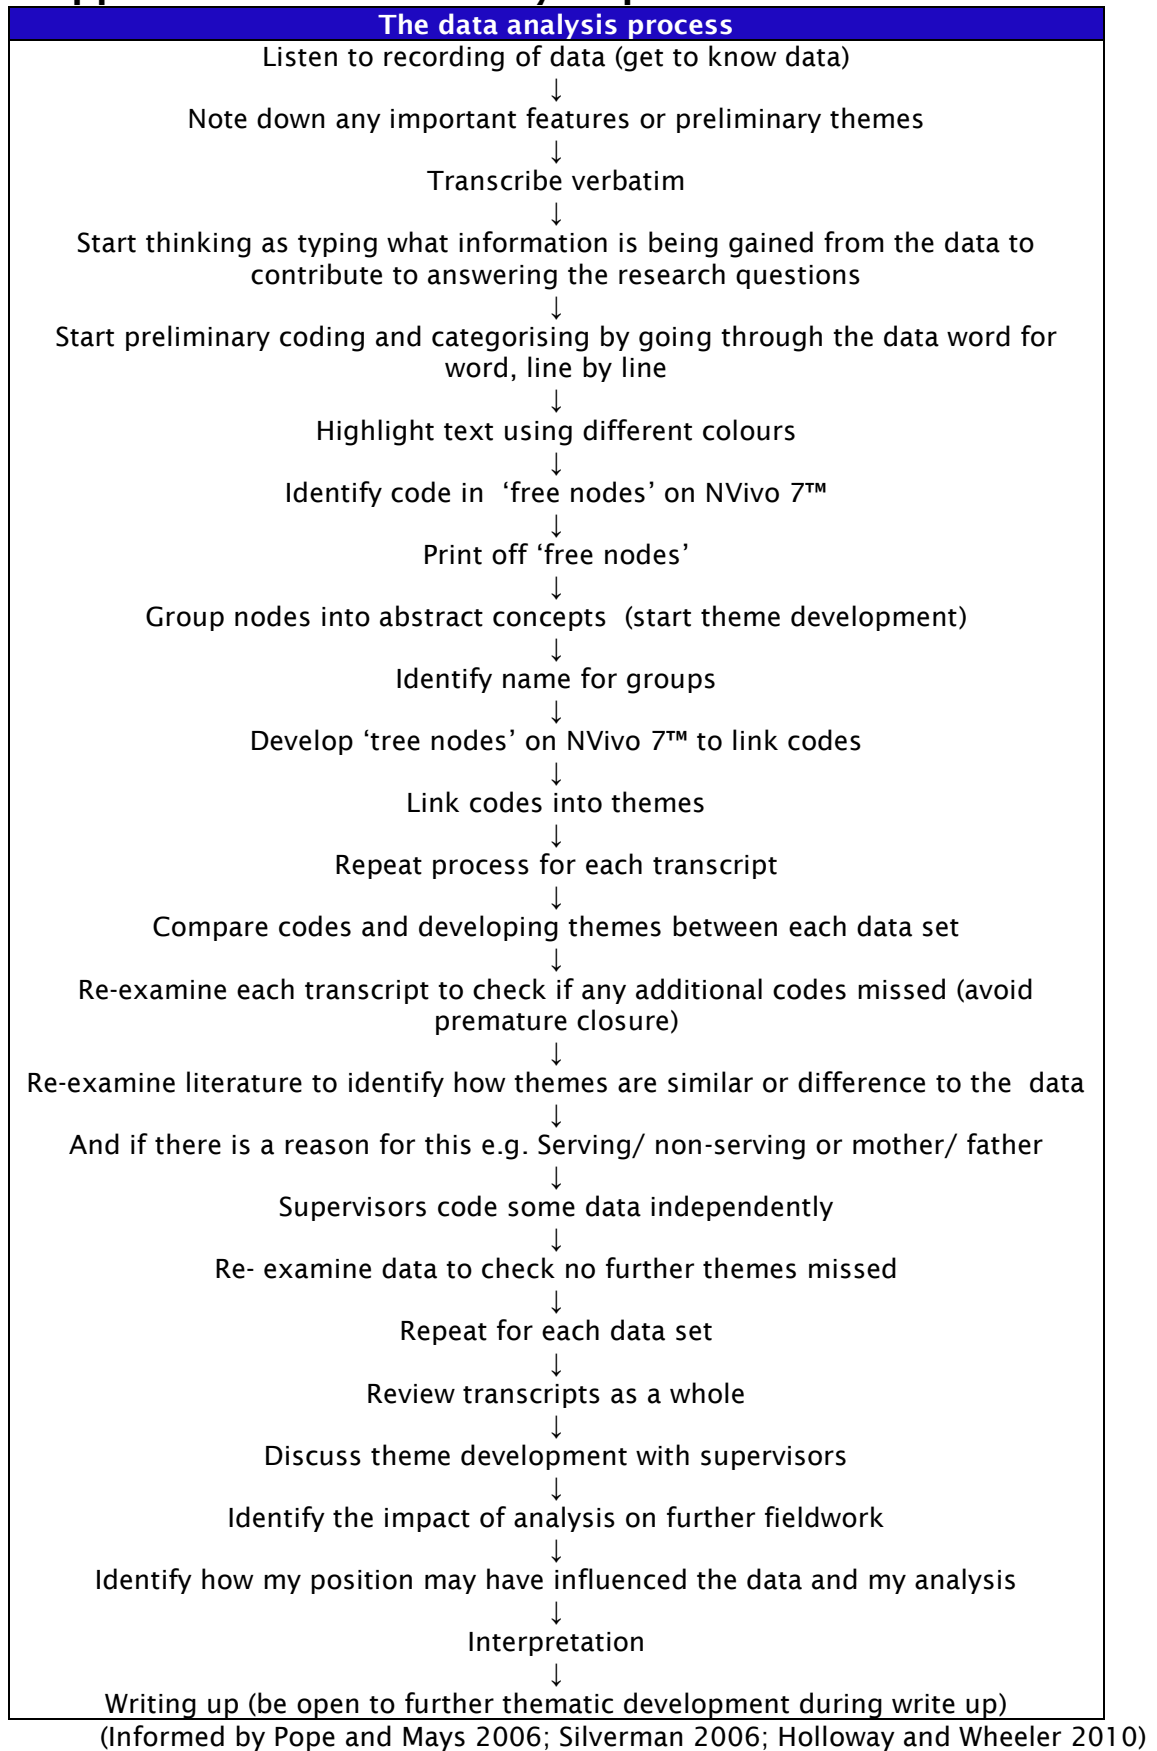 The data analysis process
Listen to recording of data (get to know data)
↓
Note down any important features or preliminary themes
↓
Transcribe verbatim
↓
Start thinking as typing what information is being gained from the data to
contribute to answering the research questions
↓
Start preliminary coding and categorising by going through the data word for
word, line by line
↓
Highlight text using different colours
↓
Identify code in ‘free nodes’ on NVivo 7™
↓
Print off ‘free nodes’
↓
Group nodes into abstract concepts (start theme development)
↓
Identify name for groups
↓
Develop ‘tree nodes’ on NVivo 7™ to link codes
↓
Link codes into themes
↓
Repeat process for each transcript
↓
Compare codes and developing themes between each data set
↓
Re-examine each transcript to check if any additional codes missed (avoid
premature closure)
↓
Re-examine literature to identify how themes are similar or difference to the data
↓
And if there is a reason for this e.g. Serving/ non-serving or mother/ father
↓
Supervisors code some data independently
↓
Re- examine data to check no further themes missed
↓
Repeat for each data set
↓
Review transcripts as a whole
↓
Discuss theme development with supervisors
↓
Identify the impact of analysis on further fieldwork
↓
Identify how my position may have influenced the data and my analysis
↓
Interpretation
↓
Writing up (be open to further thematic development during write up)
(Informed by Pope and Mays 2006; Silverman 2006; Holloway and Wheeler 2010)